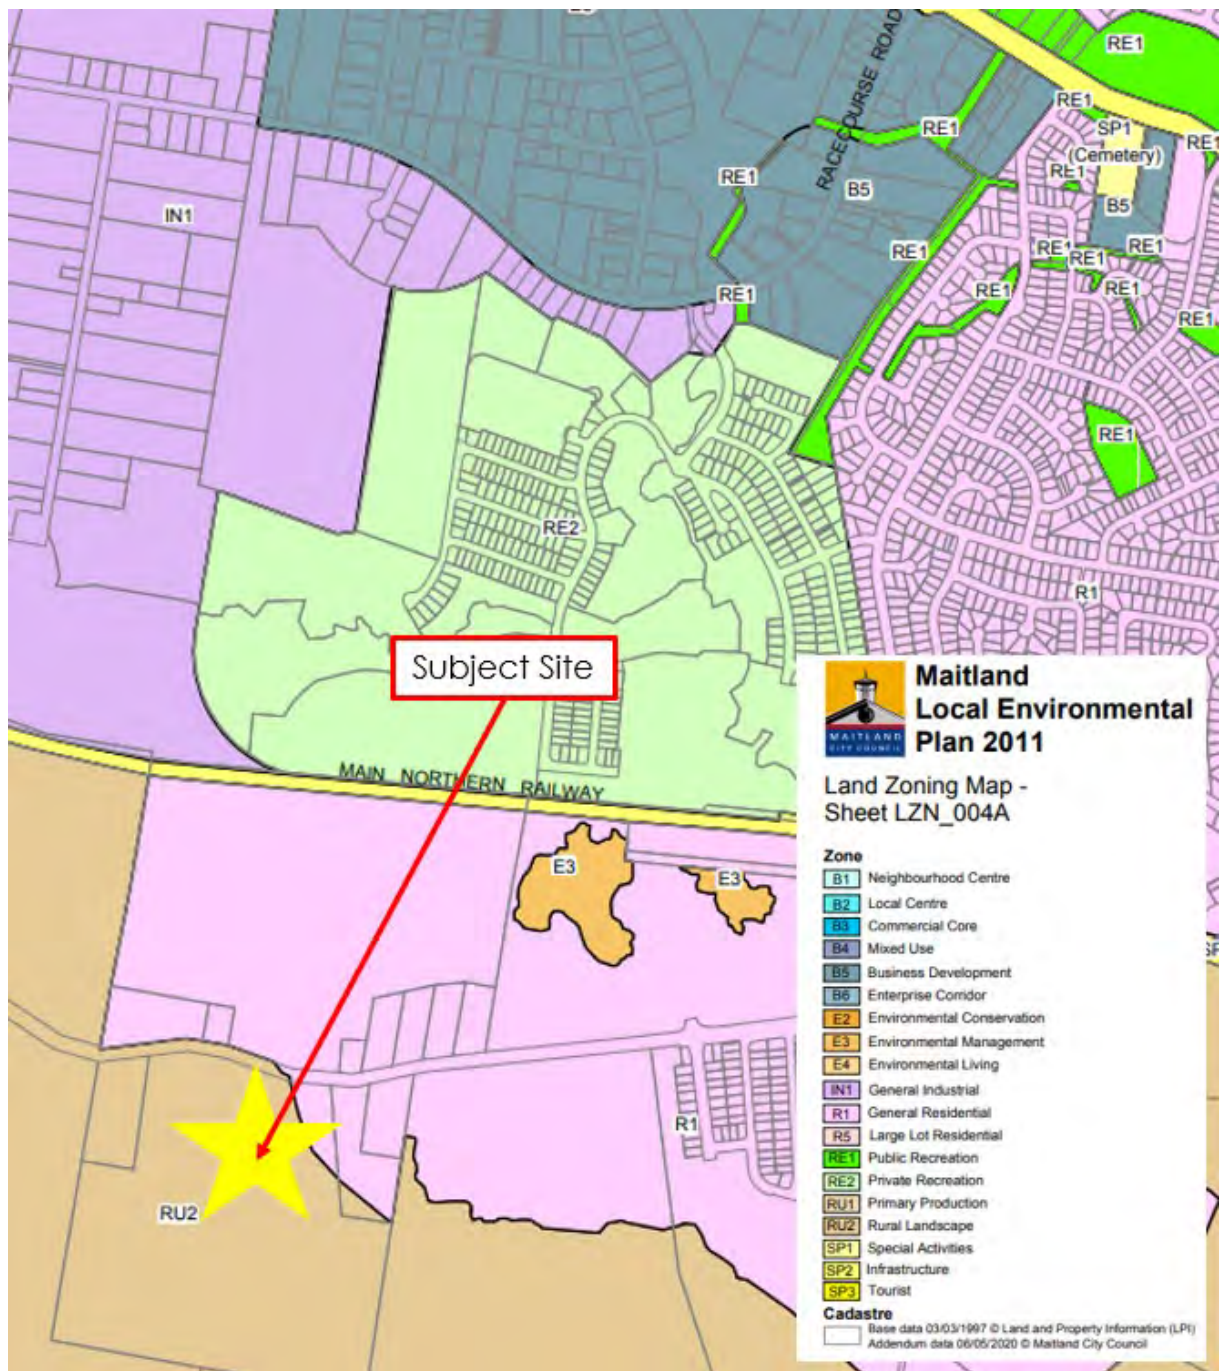 RE1
RACECOURSE ROAD
RE1
RE1
SP1
(Cemetery)
RE1
RE1
RE1
B5
B5
IN1
RE1
RE1
RE1
RE1
RE1
RE1
RE1
RE1
RE1
RE1
RE2
R1
Subject Site
MAIN NORTHERN RAILWAY
E3
E3
R1
RU2
MAITLAND
CITY COUNCIL
Maitland
Local Environmental
Plan 2011
Land Zoning Map -
Sheet LZN_004A
Zone
B1 Neighbourhood Centre
B2 Local Centre
B3 Commercial Core
B4 Mixed Use
B5 Business Development
B6 Enterprise Corridor
E2 Environmental Conservation
E3 Environmental Management
E4 Environmental Living
IN1 General Industrial
R1 General Residential
R5 Large Lot Residential
RE1 Public Recreation
RE2 Private Recreation
RU1 Primary Production
RU2 Rural Landscape
SP1 Special Activities
SP2 Infrastructure
SP3 Tourist
Cadastre
Base data 03/03/1997 © Land and Property Information (LPI)
Addendum data 06/05/2020 © Maitland City Council